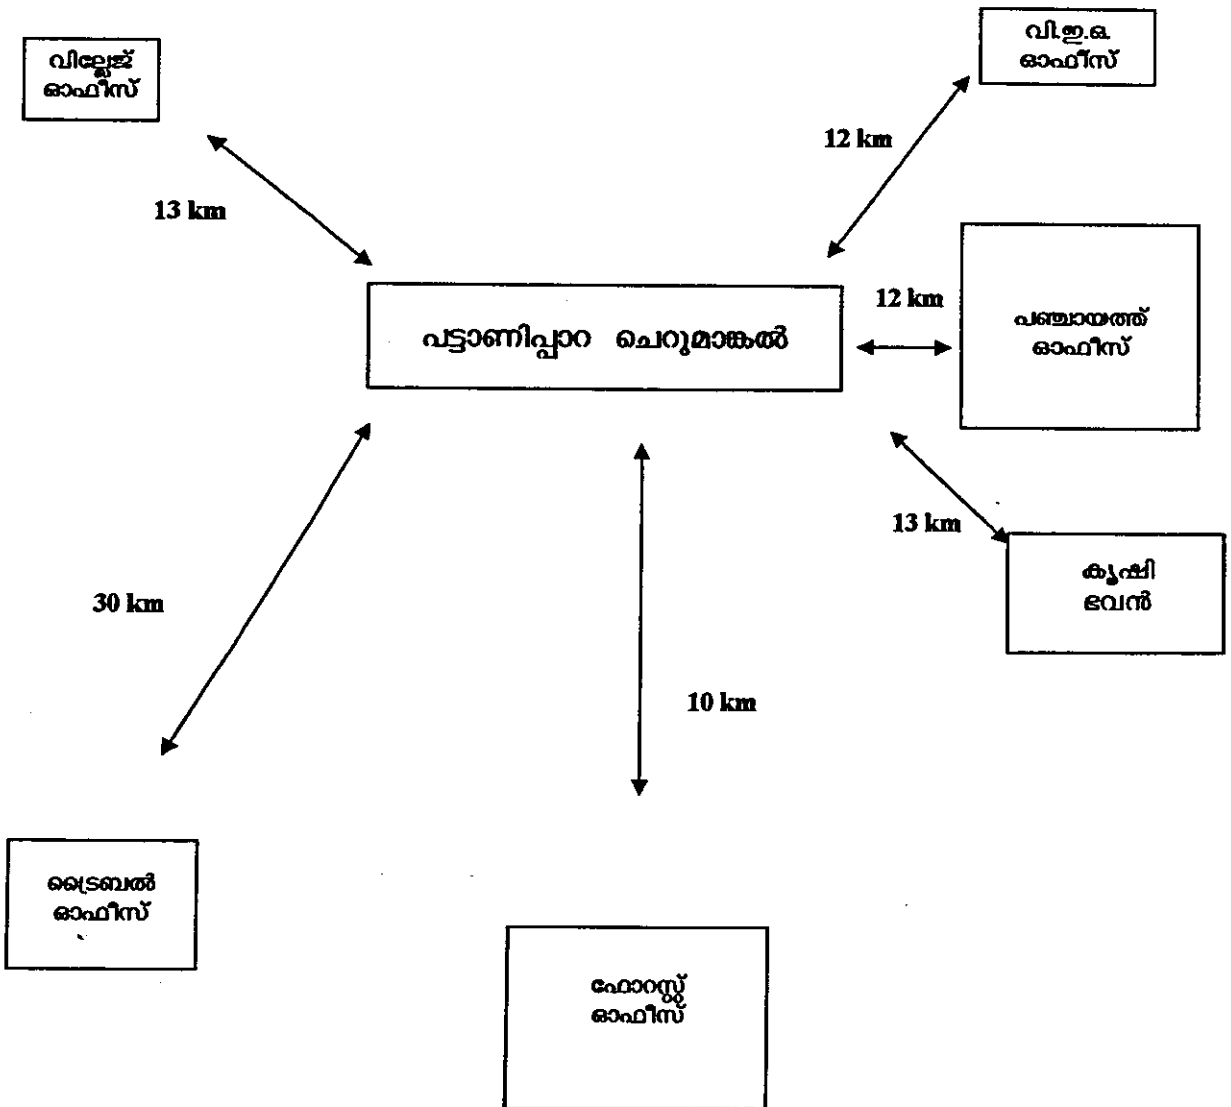 വില്ലേജ്
ഓഫീസ്
വി.ഇ.ഒ.
ഓഫീസ്
12 km
13 km
12 km
പട്ടാണിപ്പാറ ചെറുമാങ്കൽ
പഞ്ചായത്ത്
ഓഫീസ്
13 km
കൃഷി
ഭവൻ
30 km
10 km
ട്രൈബൽ
ഓഫീസ്
ഫോറസ്റ്റ്
ഓഫീസ്